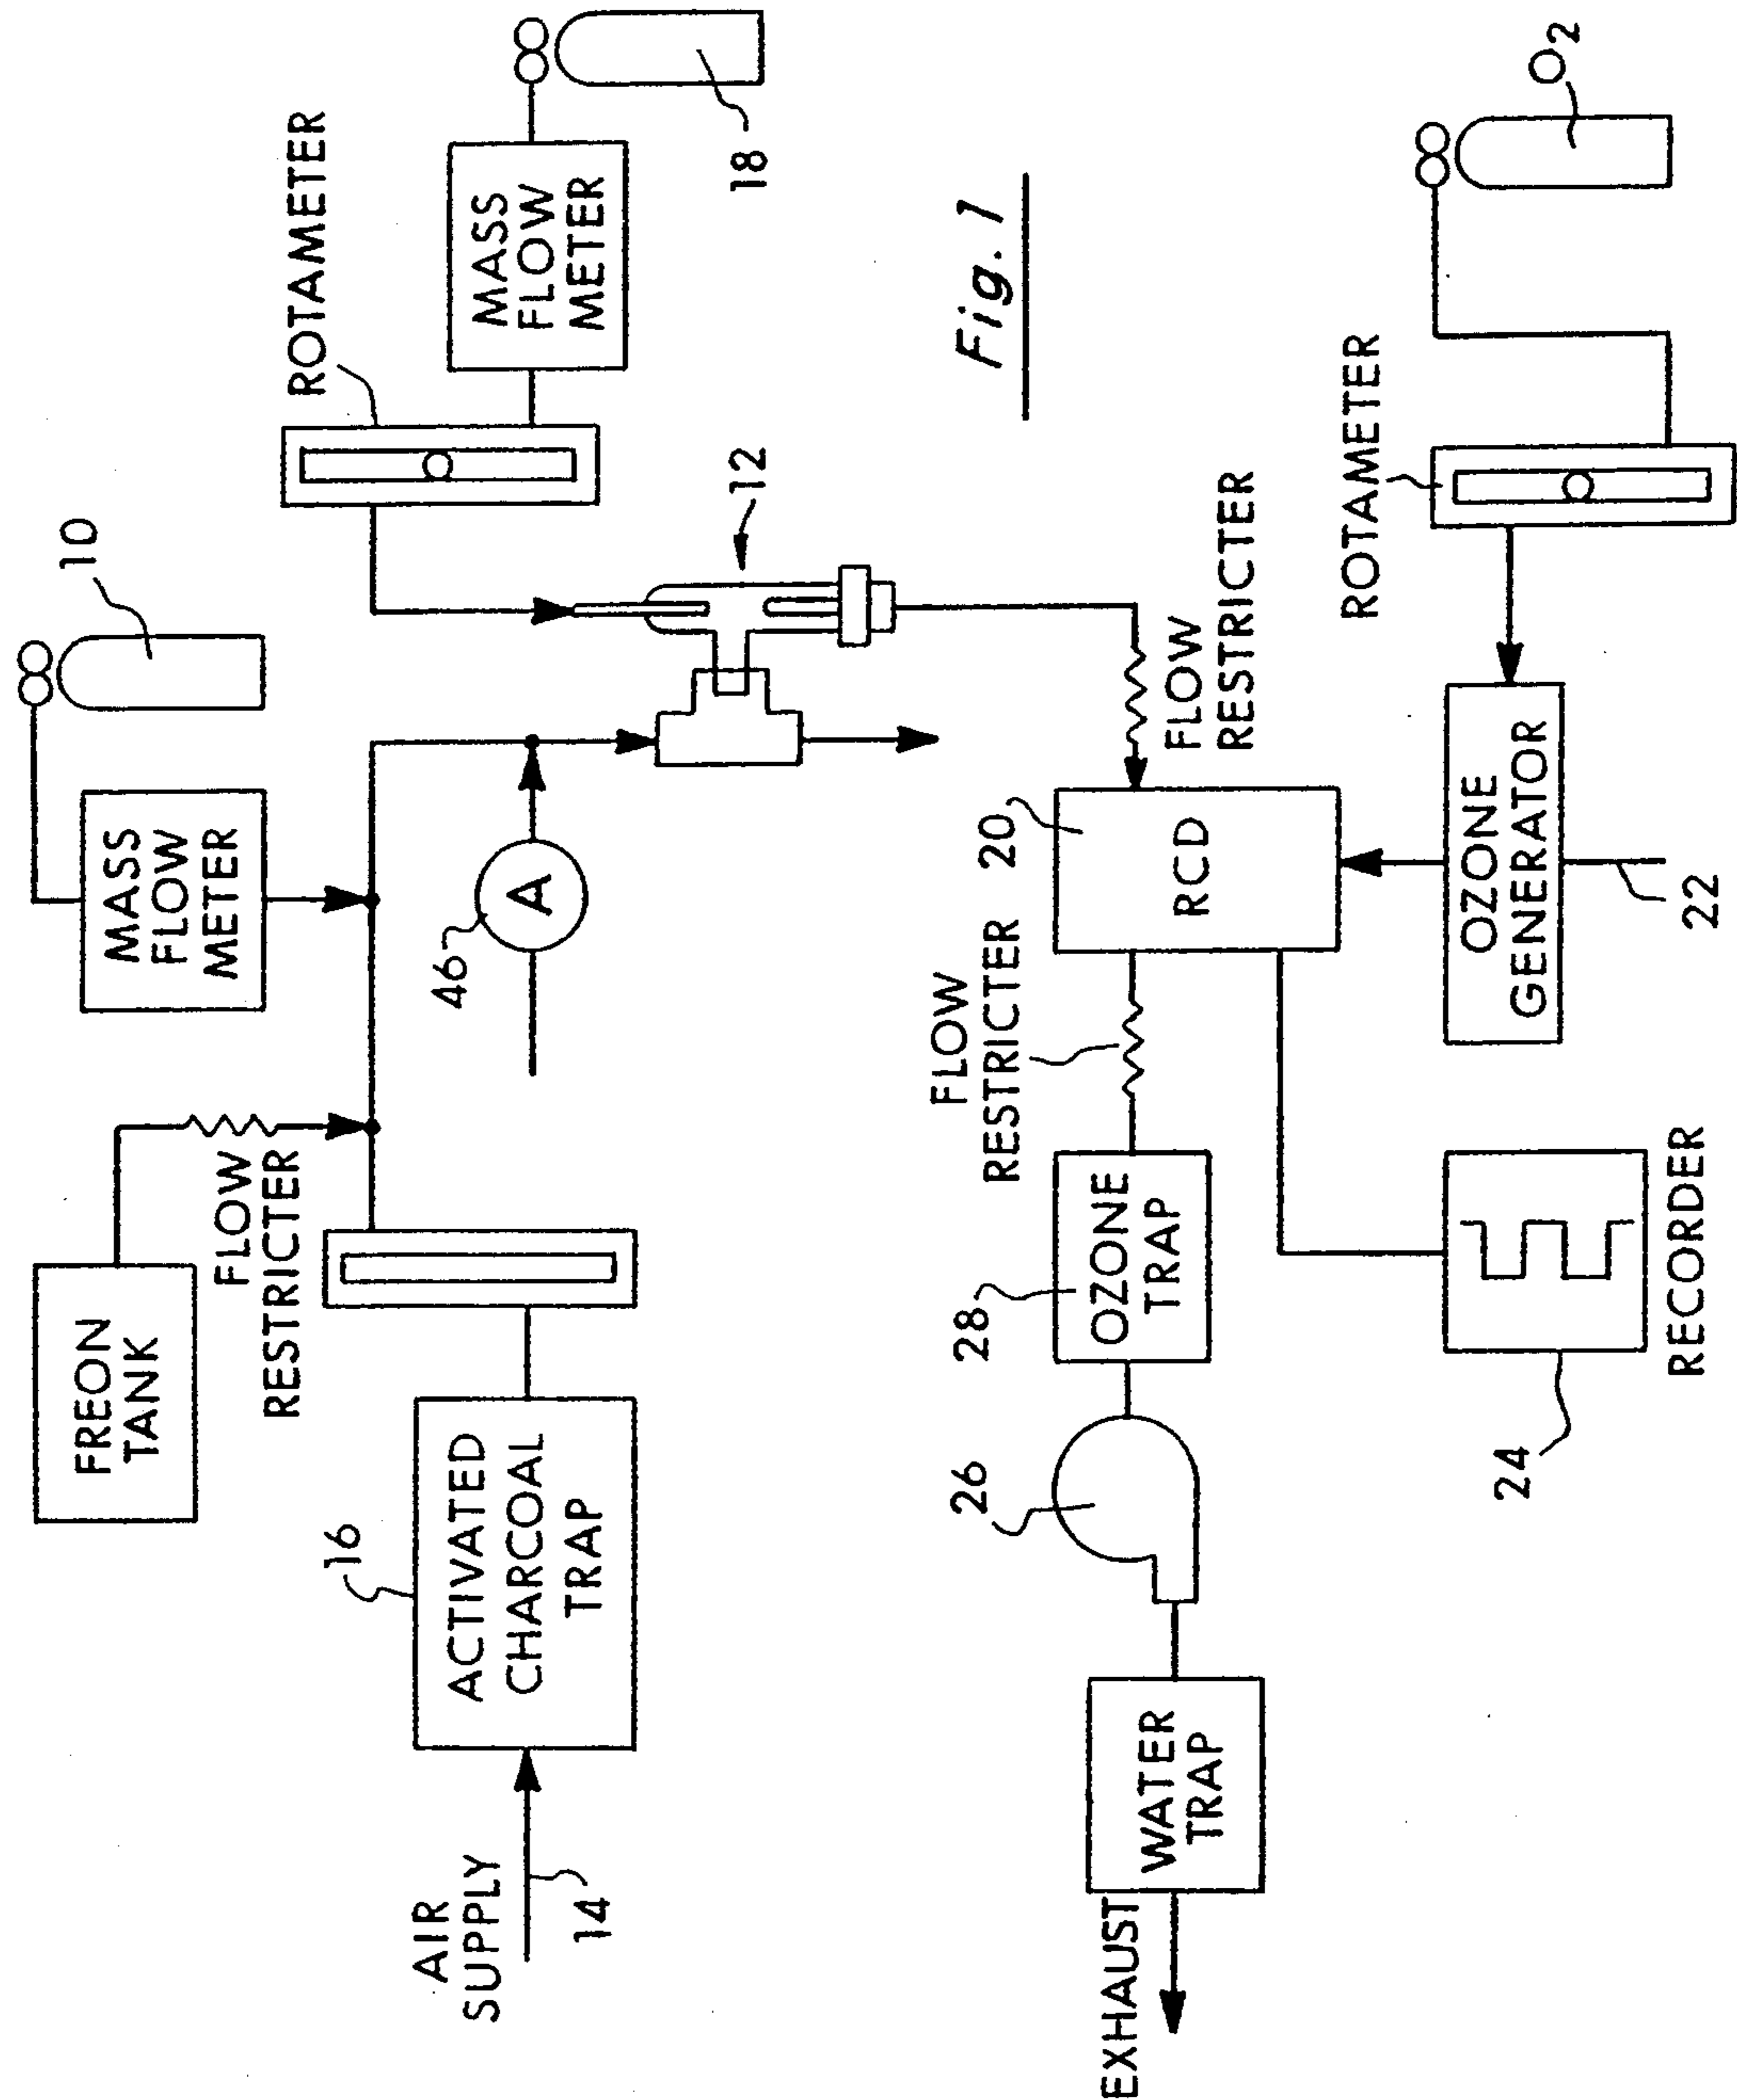 FREON
TANK
FLOW
RESTRICTER
MASS
FLOW
METER
10
ROTAMETER
MASS
FLOW
METER
18
AIR
SUPPLY
14
16
ACTIVATED
CHARCOAL
TRAP
46
A
12
Fig. 1
EXHAUST
WATER
TRAP
26
28
OZONE
TRAP
FLOW
RESTRICTER
20
RCD
FLOW
RESTRICTER
24
RECORDER
OZONE
GENERATOR
22
ROTAMETER
O2